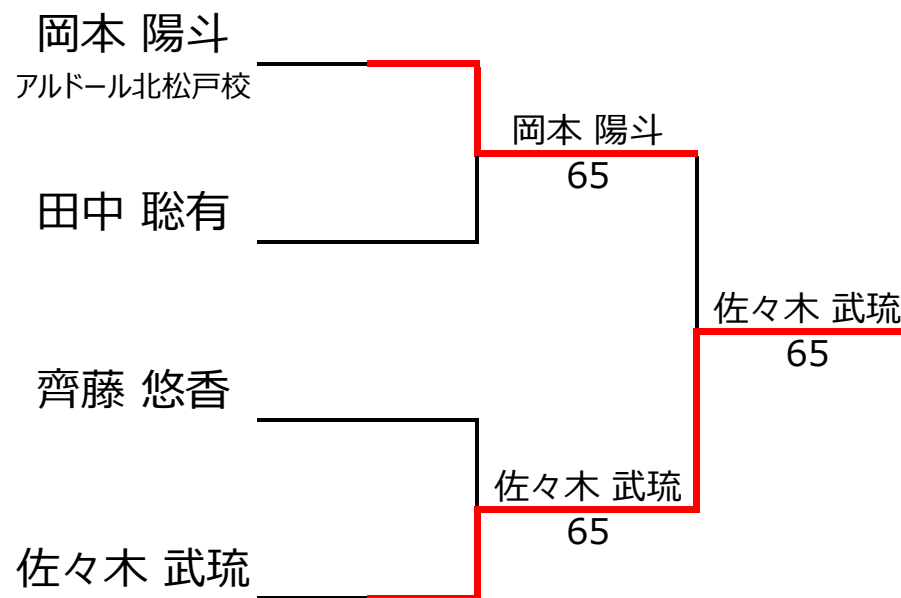 岡本 陽斗
アルドール北松戸校
岡本 陽斗
65
田中 聡有
佐々木 武琉
65
齊藤 悠香
佐々木 武琉
65
佐々木 武琉